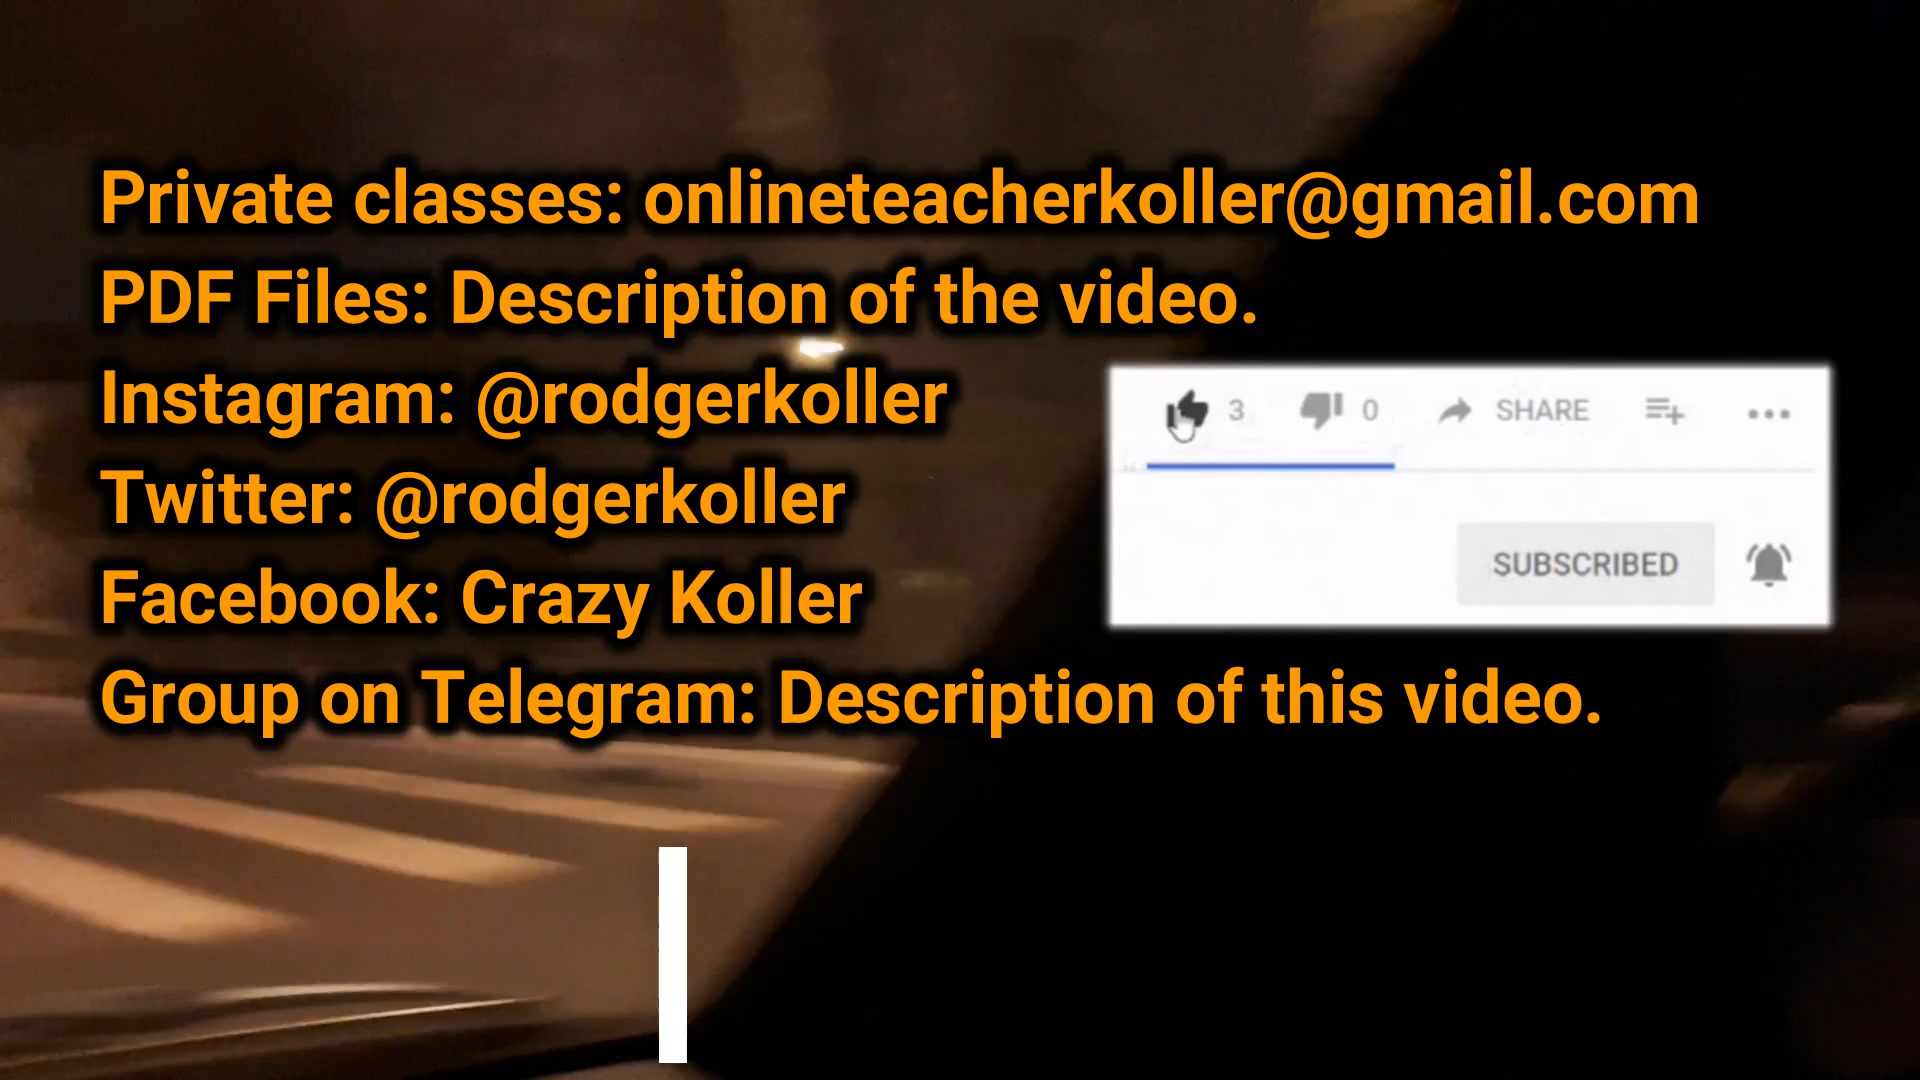 Private classes: onlineteacherkoller@gmail.com
PDF Files: Description of the video.
Instagram: @rodgerkoller
3 0 SHARE
Twitter: @rodgerkoller
SUBSCRIBED
Facebook: Crazy Koller
Group on Telegram: Description of this video.